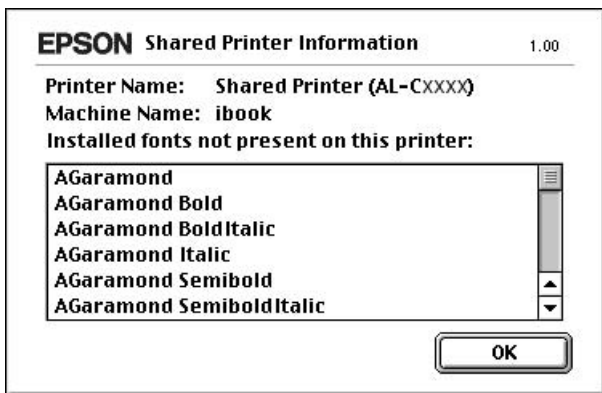 EPSON Shared Printer Information 1.00
Printer Name: Shared Printer (AL-CXXXX)
Machine Name: ibook
Installed fonts not present on this printer:
AGaramond
AGaramond Bold
AGaramond BoldItalic
AGaramond Italic
AGaramond Semibold
AGaramond SemiboldItalic
OK